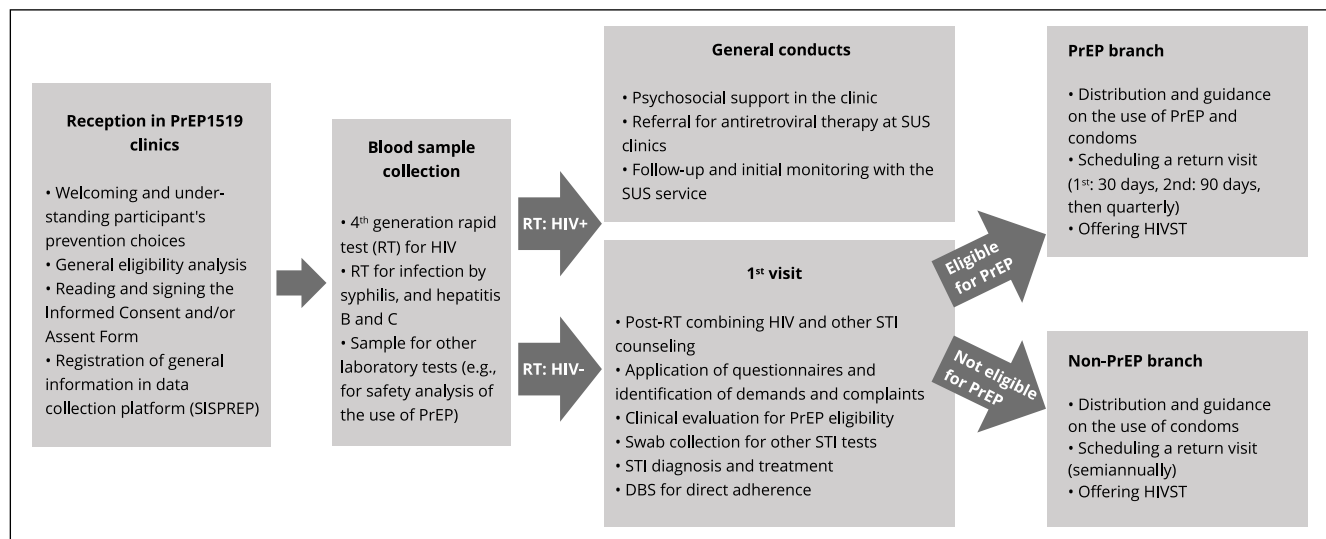 Reception in PrEP1519
clinics
• Welcoming and under-
standing participant's
prevention choices
• General eligibility analysis
• Reading and signing the
Informed Consent and/or
Assent Form
• Registration of general
information in data
collection platform (SISPREP)
Blood sample
collection
• 4th generation rapid
test (RT) for HIV
• RT for infection by
syphilis, and hepatitis
B and C
• Sample for other
laboratory tests (e.g.,
for safety analysis of
the use of PrEP)
RT: HIV+
RT: HIV-
General conducts
• Psychosocial support in the clinic
• Referral for antiretroviral therapy at SUS
clinics
• Follow-up and initial monitoring with the
SUS service
1st visit
• Post-RT combining HIV and other STI
counseling
• Application of questionnaires and
identification of demands and complaints
• Clinical evaluation for PrEP eligibility
• Swab collection for other STI tests
• STI diagnosis and treatment
• DBS for direct adherence
Eligible
for PrEP
Not eligible
for PrEP
PrEP branch
• Distribution and guidance
on the use of PrEP and
condoms
• Scheduling a return visit
(1st: 30 days, 2nd: 90 days,
then quarterly)
• Offering HIVST
Non-PrEP branch
• Distribution and guidance
on the use of condoms
• Scheduling a return visit
(semiannually)
• Offering HIVST